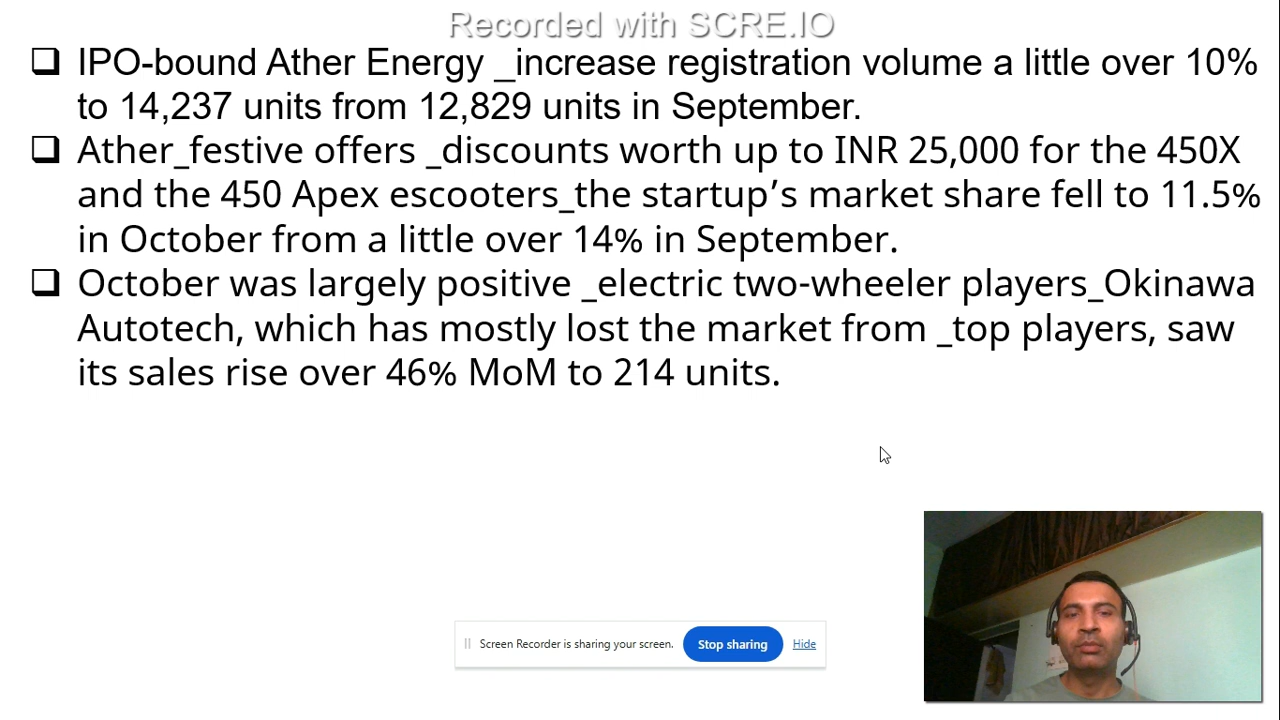 Recorded with SCRE.IO
IPO-bound Ather Energy _increase registration volume a little over 10%
to 14,237 units from 12,829 units in September.
Ather_festive offers _discounts worth up to INR 25,000 for the 450X
and the 450 Apex escooters_the startup’s market share fell to 11.5%
in October from a little over 14% in September.
October was largely positive _electric two-wheeler players_Okinawa
Autotech, which has mostly lost the market from _top players, saw
its sales rise over 46% MoM to 214 units.
Screen Recorder is sharing your screen. Stop sharing Hide